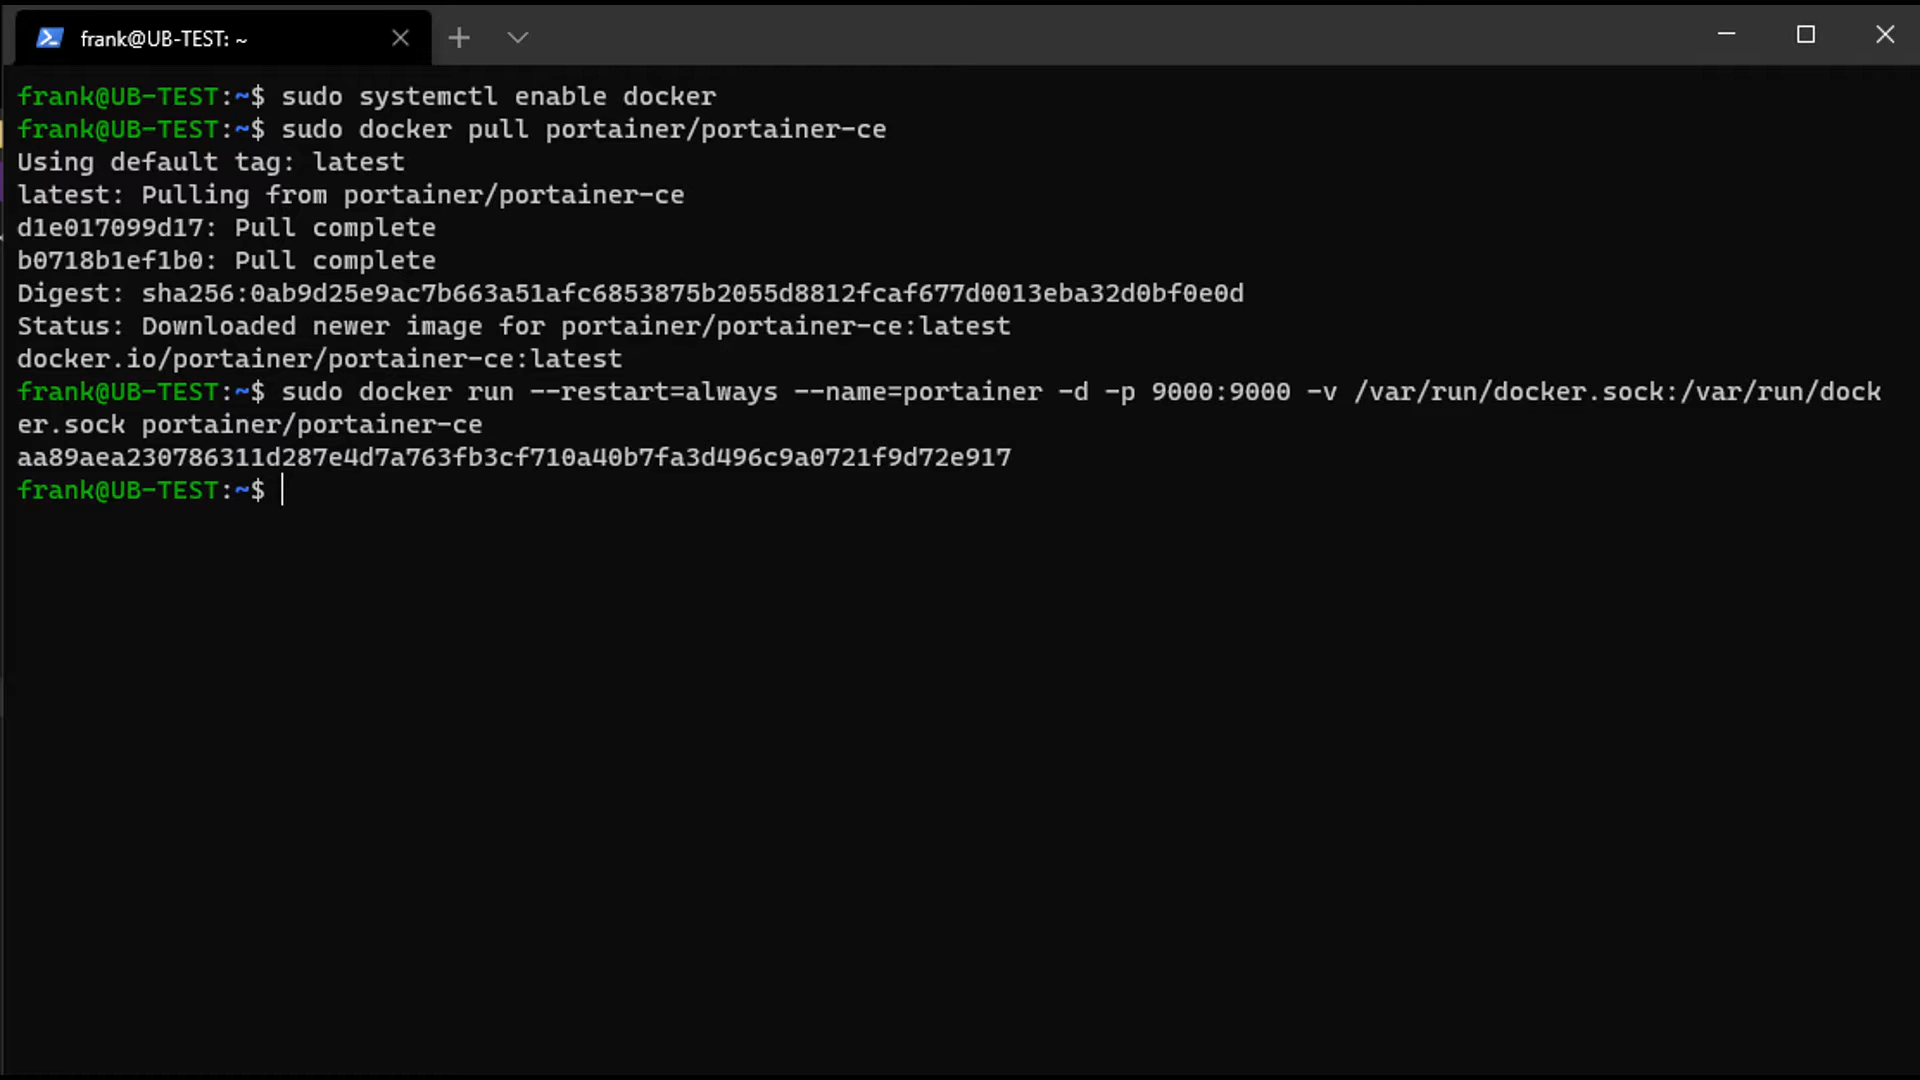 frank@UB-TEST: ~
frank@UB-TEST:~$ sudo systemctl enable docker
frank@UB-TEST:~$ sudo docker pull portainer/portainer-ce
Using default tag: latest
latest: Pulling from portainer/portainer-ce
d1e017099d17: Pull complete
b0718b1ef1b0: Pull complete
Digest: sha256:0ab9d25e9ac7b663a51afc6853875b2055d8812fcaf677d0013eba32d0bf0e0d
Status: Downloaded newer image for portainer/portainer-ce:latest
docker.io/portainer/portainer-ce:latest
frank@UB-TEST:~$ sudo docker run --restart=always --name=portainer -d -p 9000:9000 -v /var/run/docker.sock:/var/run/dock
er.sock portainer/portainer-ce
aa89aea230786311d287e4d7a763fb3cf710a40b7fa3d496c9a0721f9d72e917
frank@UB-TEST:~$